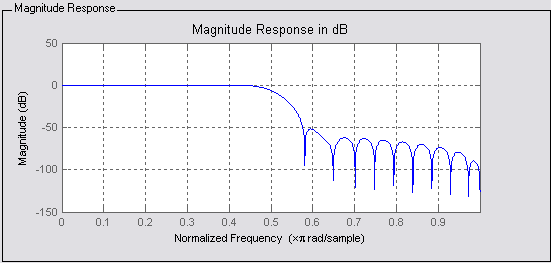 Magnitude Response
Magnitude Response in dB
50
0
-50
-100
-150
Magnitude (dB)
0 0.1 0.2 0.3 0.4 0.5 0.6 0.7 0.8 0.9
Normalized Frequency (×π rad/sample)